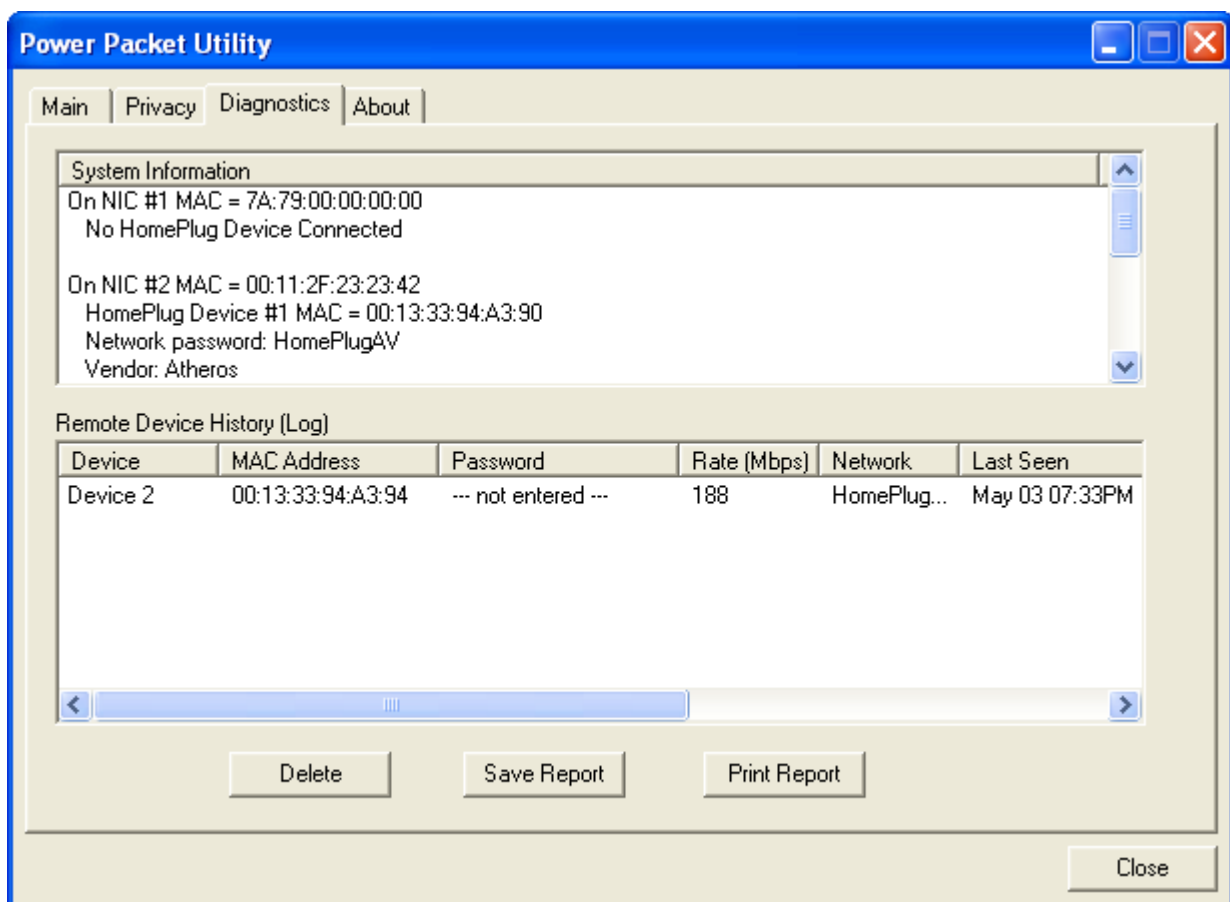 Power Packet Utility
Main Privacy Diagnostics About
System Information
On NIC #1 MAC = 7A:79:00:00:00:00
No HomePlug Device Connected
On NIC #2 MAC = 00:11:2F:23:23:42
HomePlug Device #1 MAC = 00:13:33:94:A3:90
Network password: HomePlugAV
Vendor: Atheros
Remote Device History (Log)
Device MAC Address Password Rate (Mbps) Network Last Seen
Device 2 00:13:33:94:A3:94 --- not entered --- 188 HomePlug... May 03 07:33PM
Delete Save Report Print Report
Close